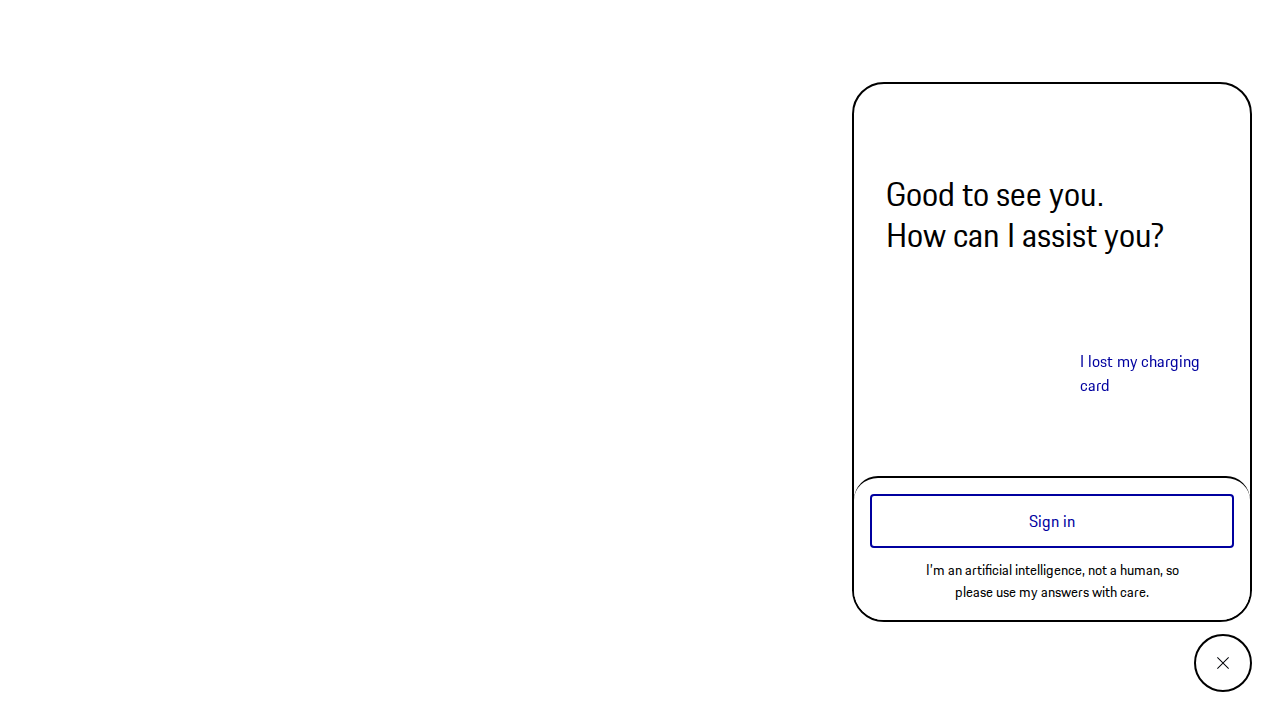 Good to see you.
How can I assist you?
I lost my charging
card
Sign in
I'm an artificial intelligence, not a human, so
please use my answers with care.